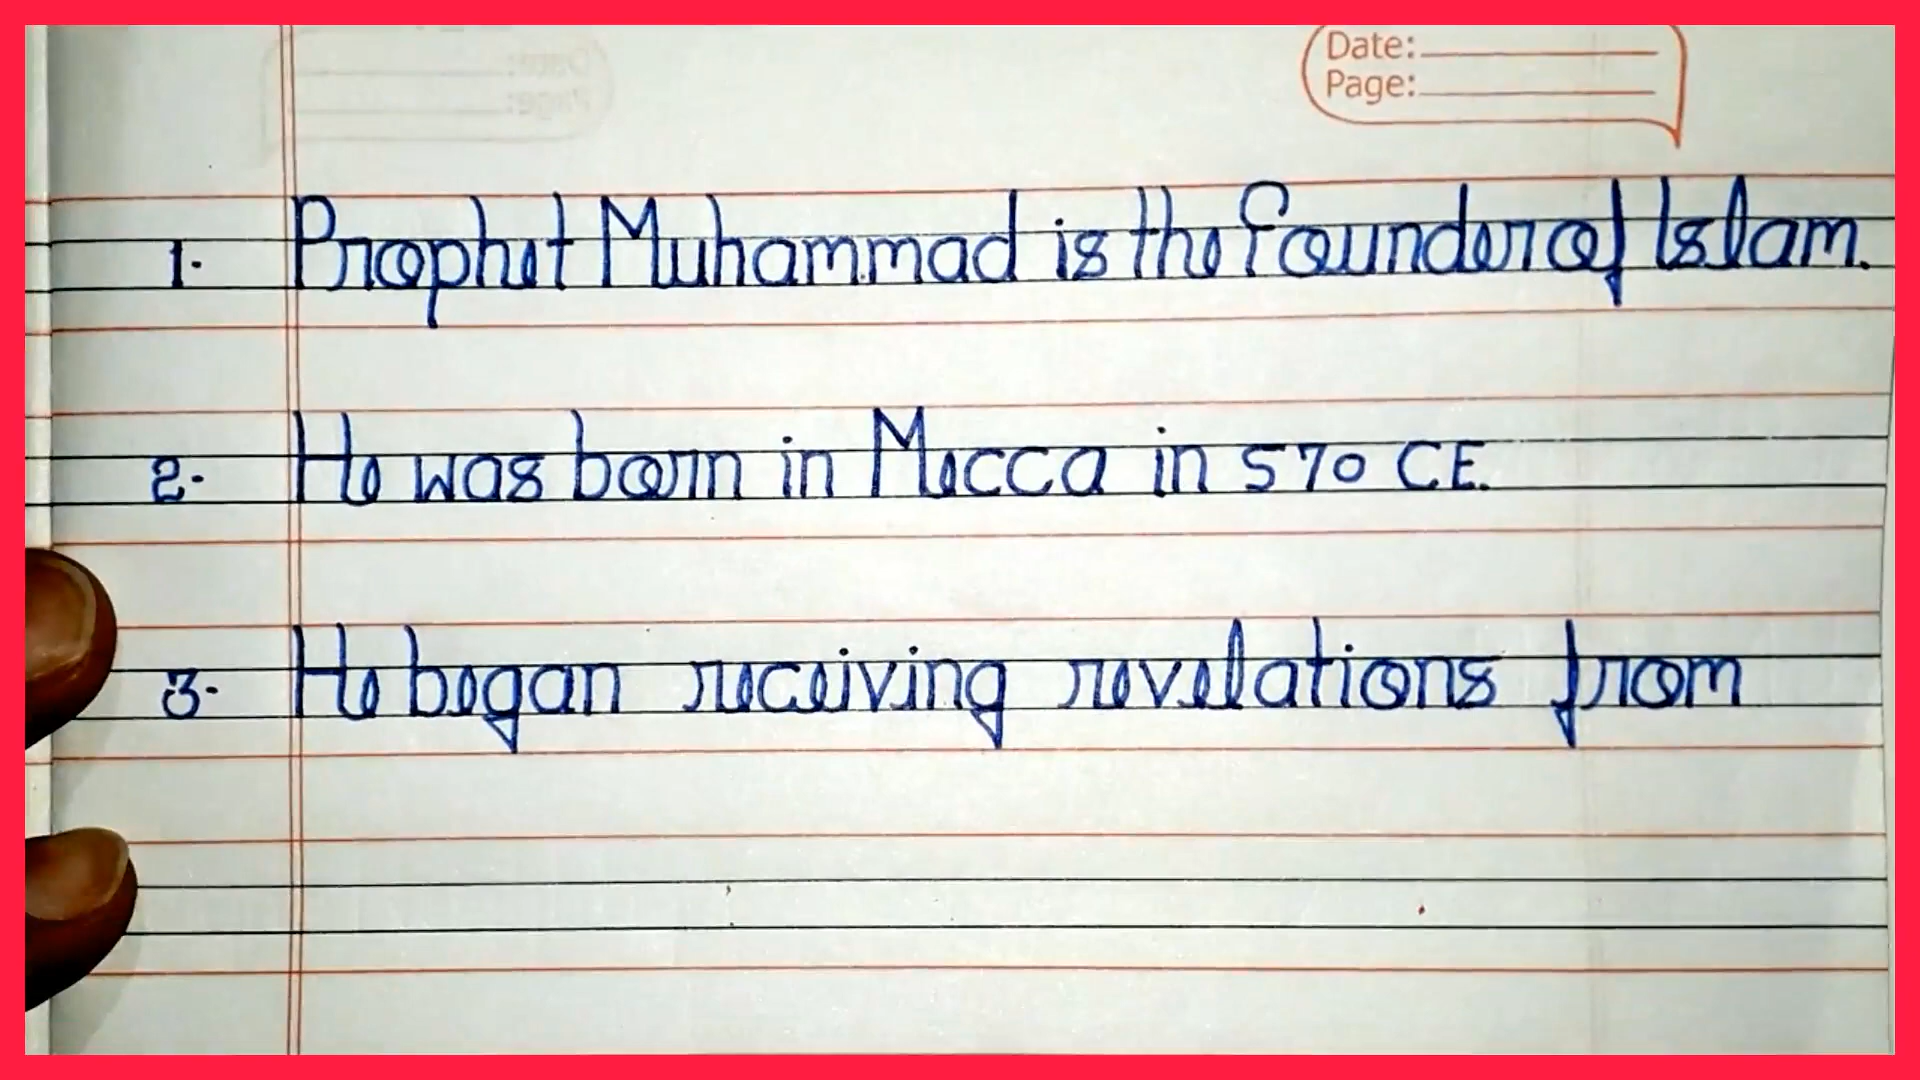 Date:
Page:
1. Prophet Muhammad is the founder of Islam.
2. He was born in Mecca in 570 CE.
3. He began receiving revelations from